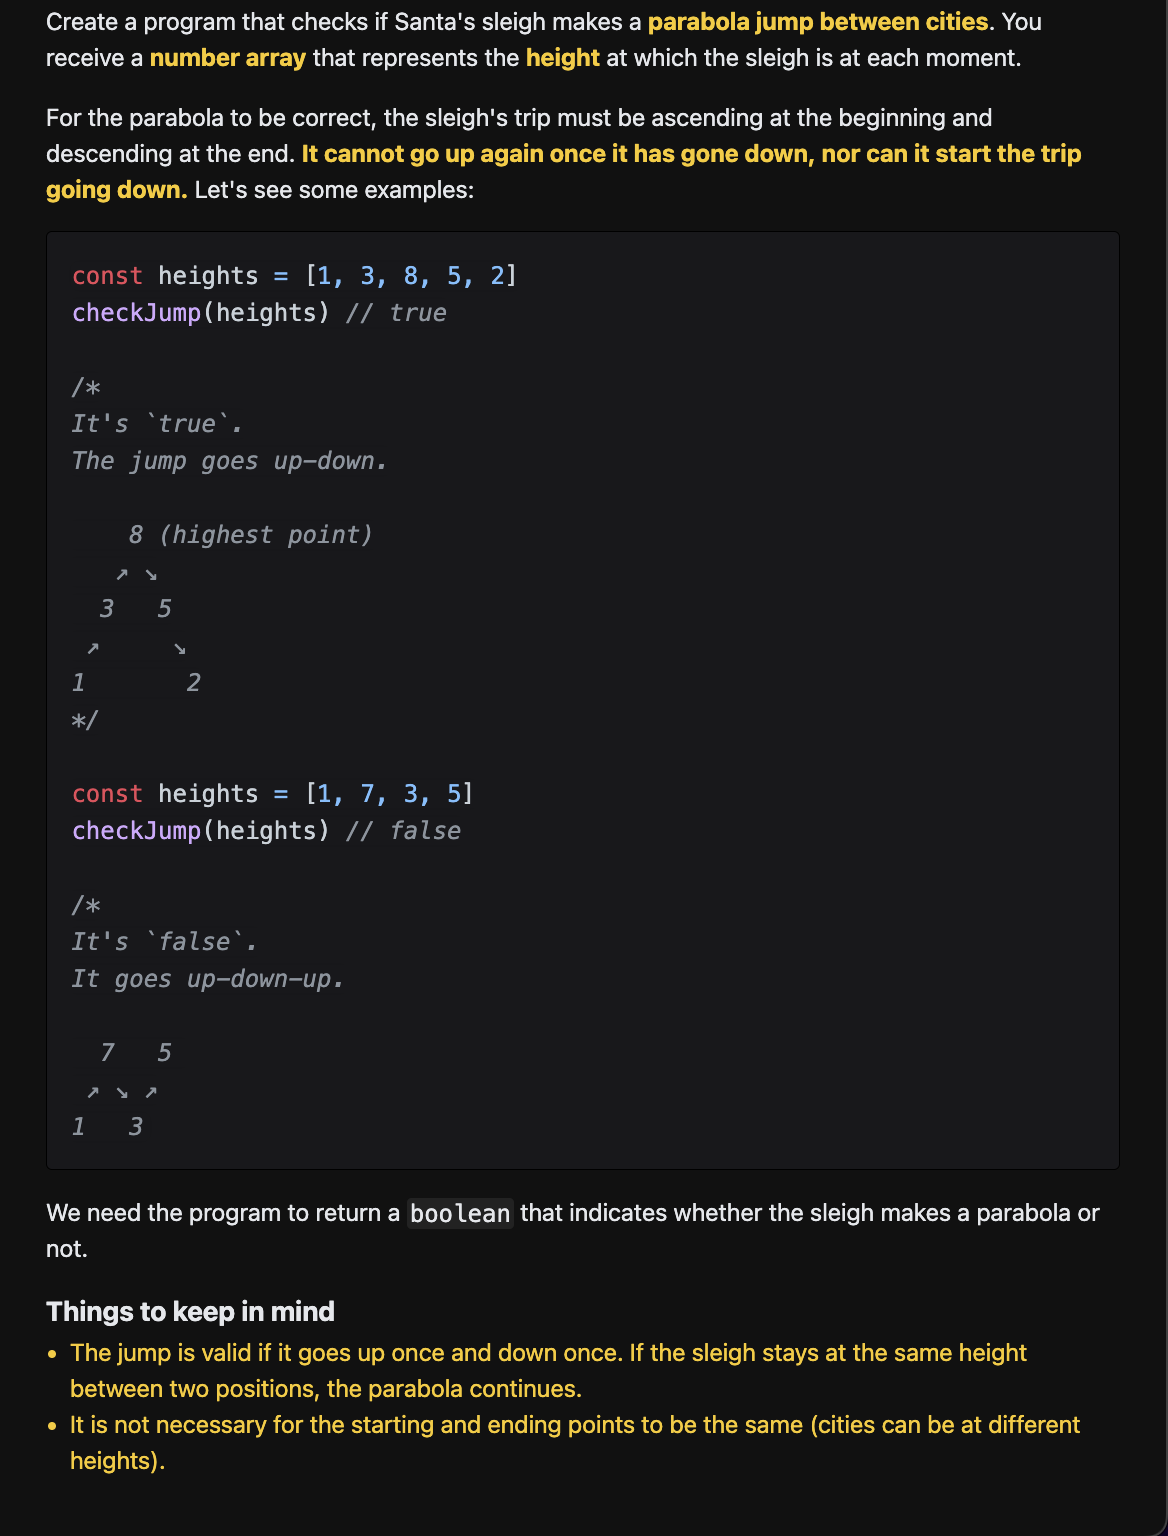 Create a program that checks if Santa's sleigh makes a parabola jump between cities. You
receive a number array that represents the height at which the sleigh is at each moment.
For the parabola to be correct, the sleigh's trip must be ascending at the beginning and
descending at the end. It cannot go up again once it has gone down, nor can it start the trip
going down. Let's see some examples:
const heights = [1, 3, 8, 5, 2]
checkJump(heights) // true
/*
It's `true`.
The jump goes up-down.
8 (highest point)
↗ ↘
3 5
↗ ↘
1 2
*/
const heights = [1, 7, 3, 5]
checkJump(heights) // false
/*
It's `false`.
It goes up-down-up.
7 5
↗ ↘ ↗
1 3
We need the program to return a boolean that indicates whether the sleigh makes a parabola or
not.
Things to keep in mind
• The jump is valid if it goes up once and down once. If the sleigh stays at the same height
between two positions, the parabola continues.
• It is not necessary for the starting and ending points to be the same (cities can be at different
heights).